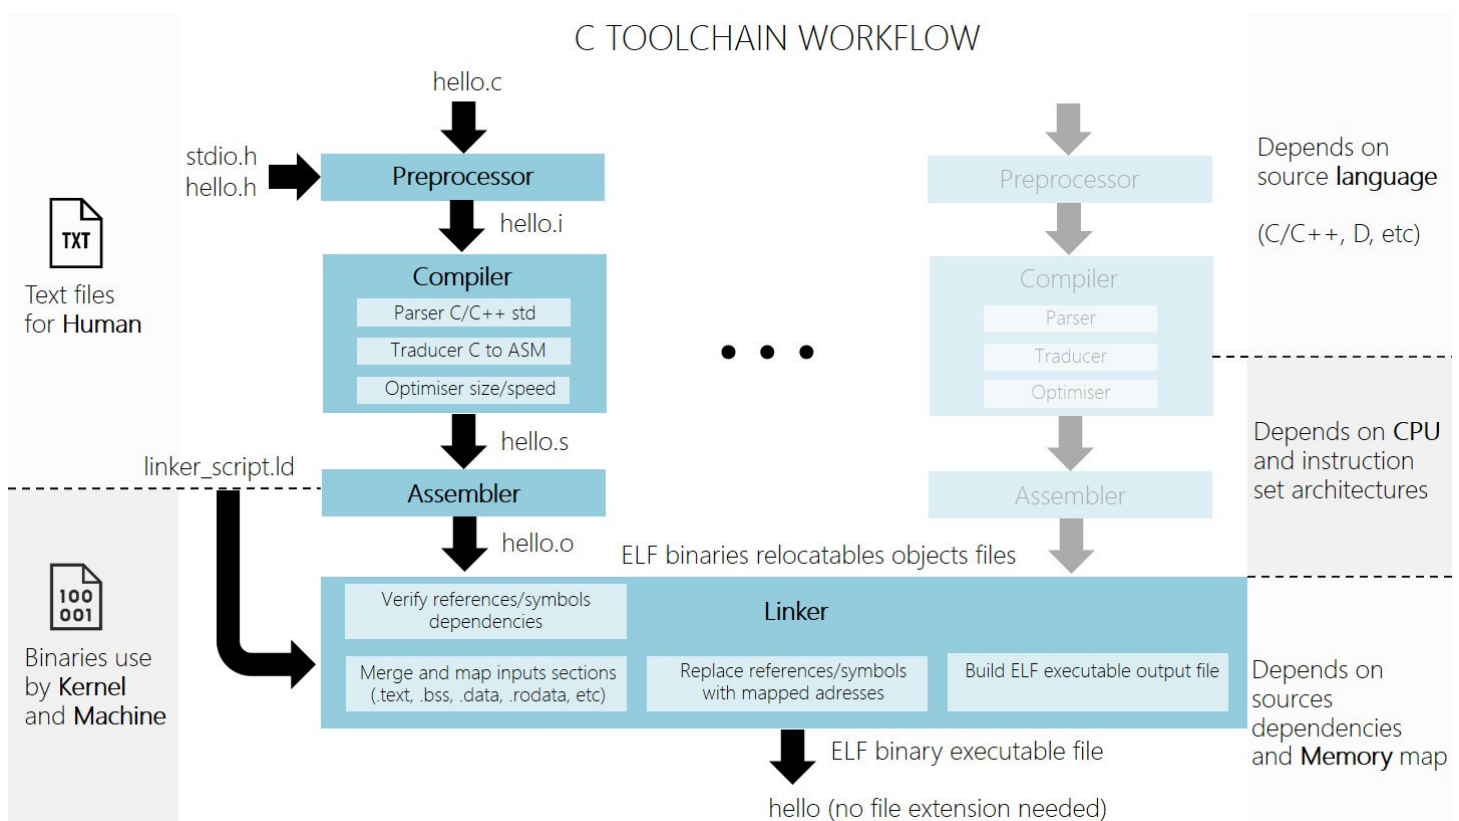 C TOOLCHAIN WORKFLOW
hello.c
stdio.h
hello.h
Preprocessor
hello.i
Compiler
Parser C/C++ std
Traducer C to ASM
Optimiser size/speed
hello.s
linker_script.ld
Assembler
hello.o
ELF binaries relocatables objects files
Preprocessor
Compiler
Parser
Traducer
Optimiser
Assembler
Linker
Verify references/symbols
dependencies
Merge and map inputs sections
(.text, .bss, .data, .rodata, etc)
Replace references/symbols
with mapped adresses
Build ELF executable output file
ELF binary executable file
hello (no file extension needed)
TXT
Text files
for Human
100
001
Binaries use
by Kernel
and Machine
Depends on
source language
(C/C++, D, etc)
Depends on CPU
and instruction
set architectures
Depends on
sources
dependencies
and Memory map